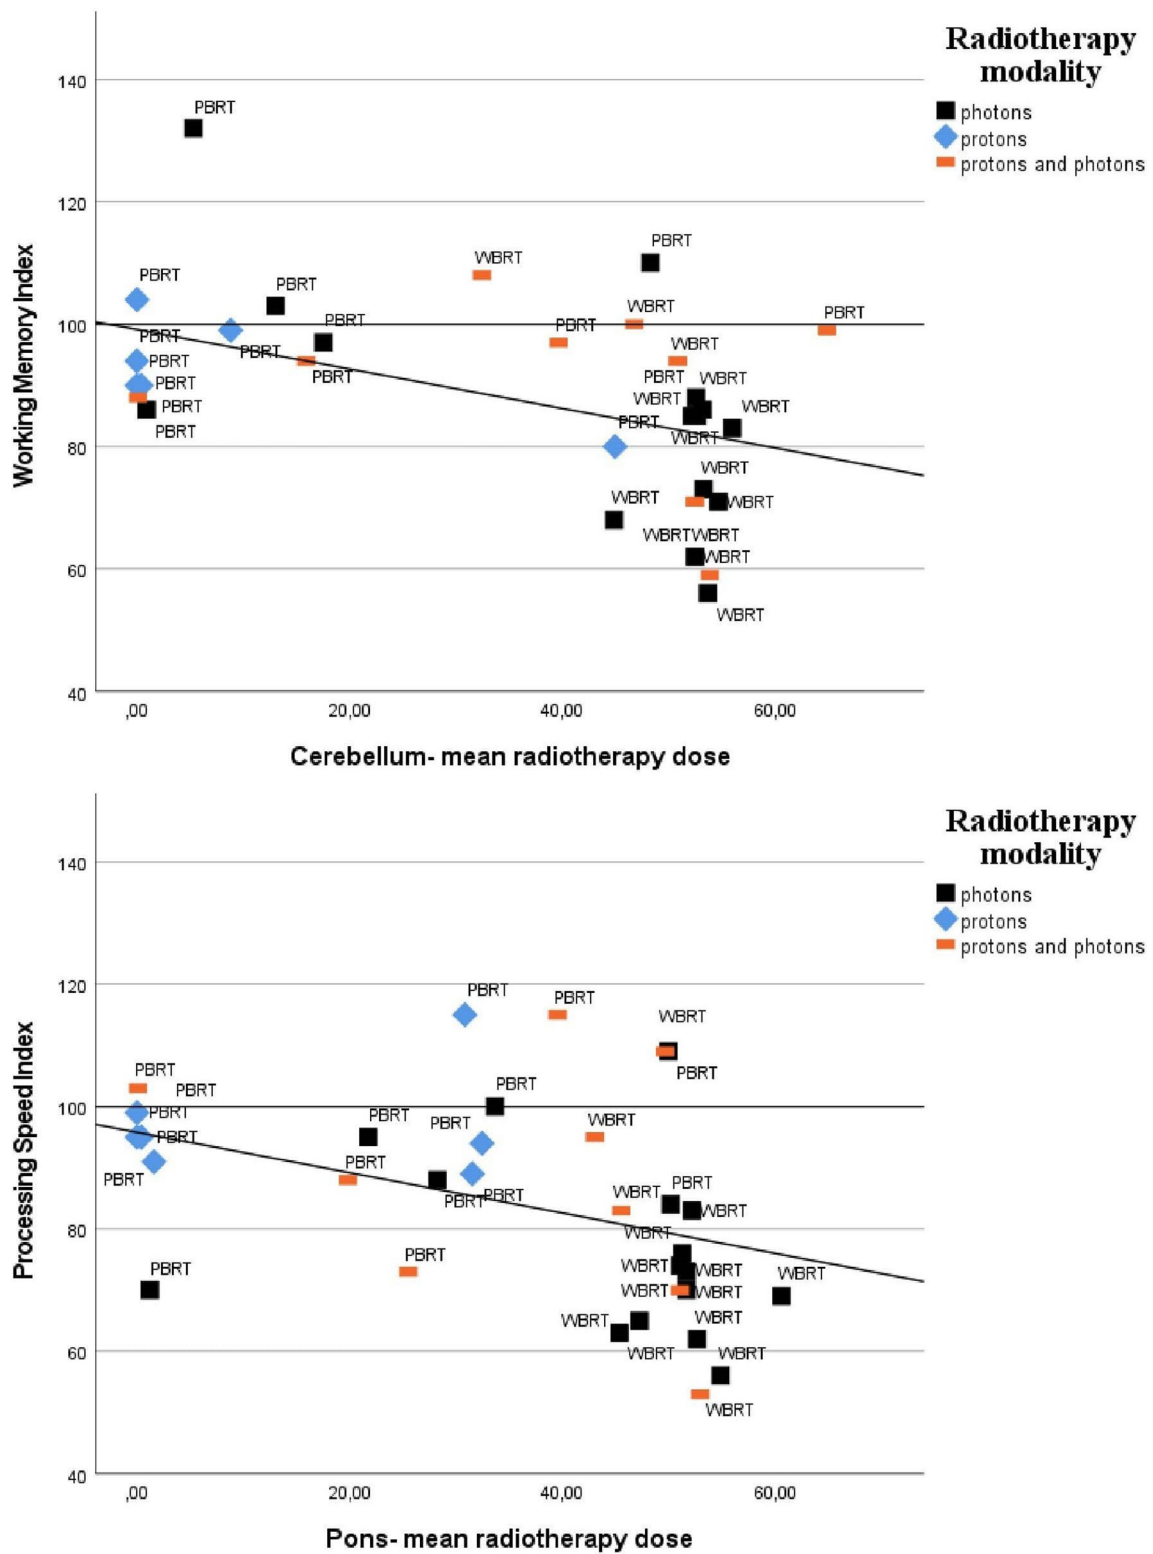 Radiotherapy
modality
photons
protons
protons and photons
140
PBRT
120
PBRT
WBRT
PBRT
PBRT
WBRT
PBRT
PBRT
PBRT
100
PBRT
WBRT
PBRT
PBRT
PBRT
PBRT
WBRT
PBRT
WBRT
PBRT
WBRT
PBRT
PBRT
WBRT
80
WBRT
WBRT
WBRT
WBRTWBRT
WBRT
60
WBRT
40
,00
20,00
40,00
60,00
Working Memory Index
Cerebellum- mean radiotherapy dose
Radiotherapy
modality
photons
protons
protons and photons
140
120
PBRT
PBRT
WBRT
PBRT
PBRT
PBRT
PBRT
100
PBRT
PBRT
PBRT
WBRT
PBRT
PBRT
PBRT
WBRT
PBRT
PBRT
PBRT
WBRT
80
WBRT
PBRT
PBRT
WBRT
WBRT
WBRT
WBRT
WBRT
WBRT
WBRT
60
WBRT
WBRT
WBRT
40
,00
20,00
40,00
60,00
Processing Speed Index
Pons- mean radiotherapy dose